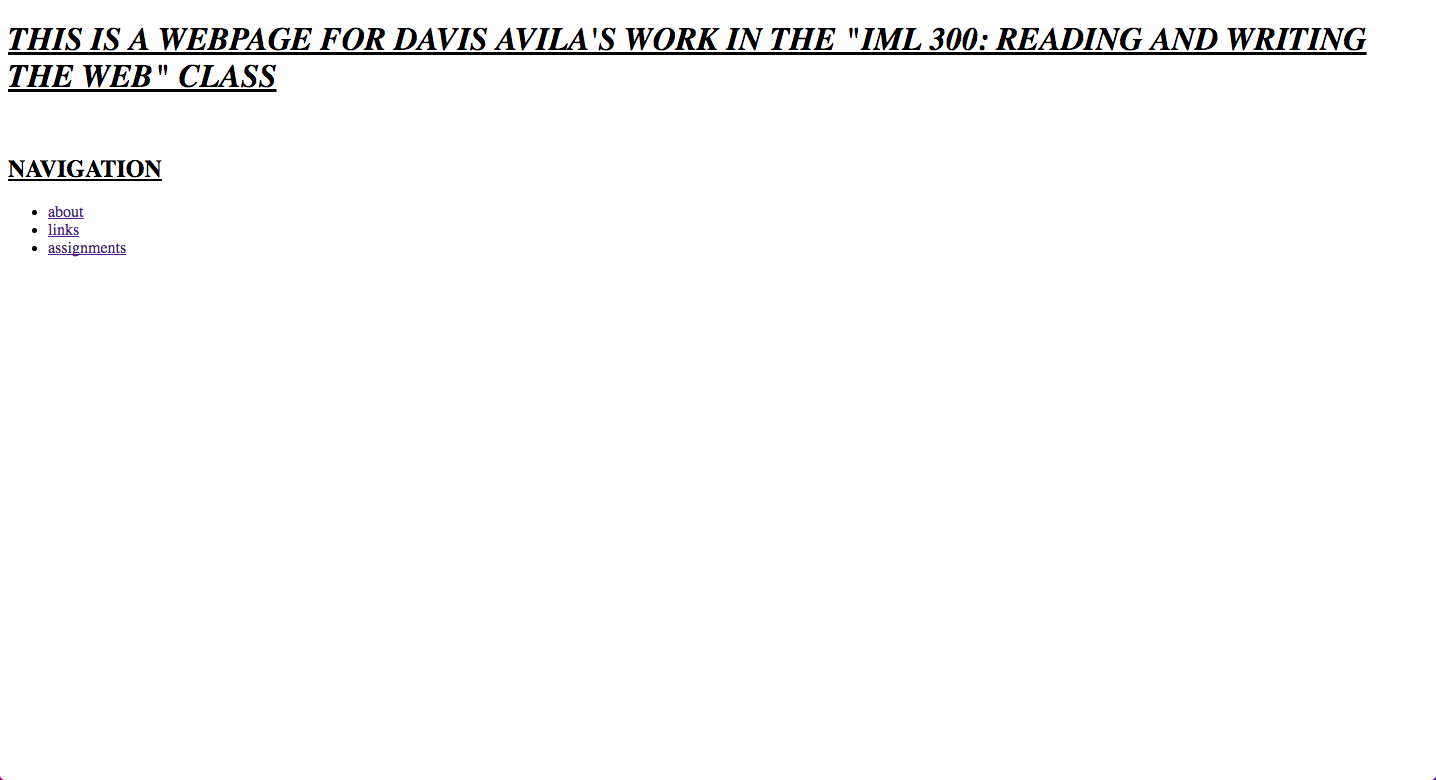 THIS IS A WEBPAGE FOR DAVIS AVILA'S WORK IN THE "IML 300: READING AND WRITING
THE WEB" CLASS
NAVIGATION
about
links
assignments